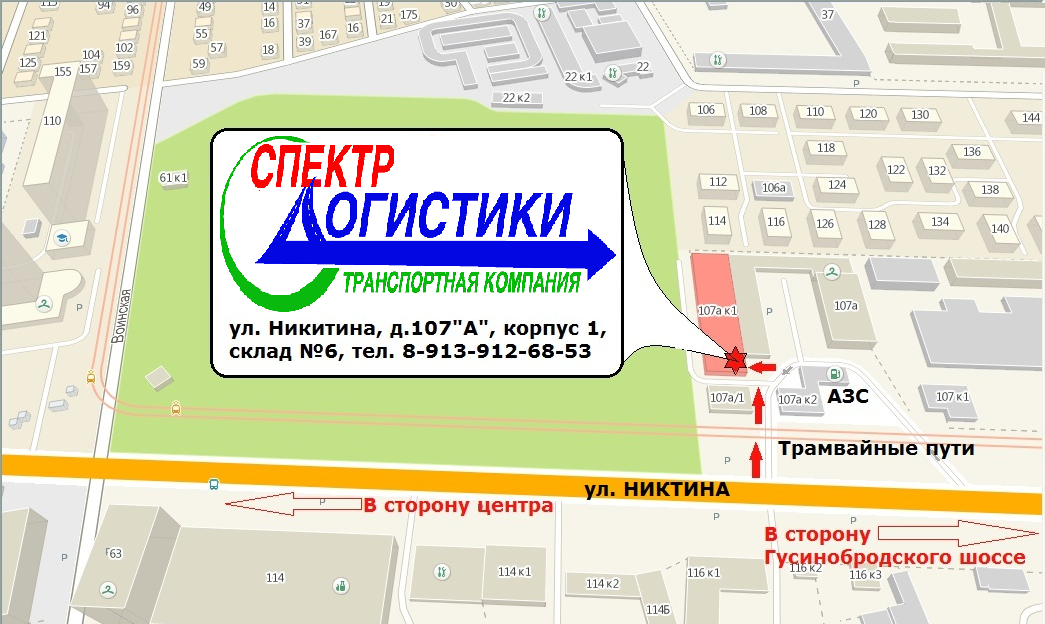 113
94
96
49
14
16
19
21
175
50
37
121
55
57
59
102
104
125
155
157
159
18
37
39
167
16
110
22 к1
22
22 к2
P
106
108
110
120
130
144
118
136
122
132
138
112
106а
124
114
116
126
128
134
140
61 к1
СПЕКТР
ЛОГИСТИКИ
ТРАНСПОРТНАЯ КОМПАНИЯ
ул. Никитина, д.107"А", корпус 1,
склад №6, тел. 8-913-912-68-53
Воинская
P
107а к1
P
107а
107а/1
107а к2
АЗС
107 к1
Трамвайные пути
P
ул. НИКТИНА
В сторону центра
P
P
P
В сторону
Гусинобродского шоссе
P
63
114
114 к1
114 к2
114Б
116 к1
116 к2
116 к3